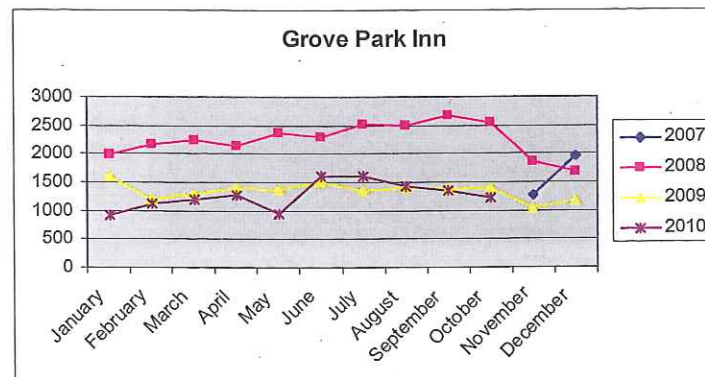 Grove Park Inn
3000
2500
2000
1500
1000
500
0
January
February
March
April
May
June
July
August
September
October
November
December
2007
2008
2009
2010